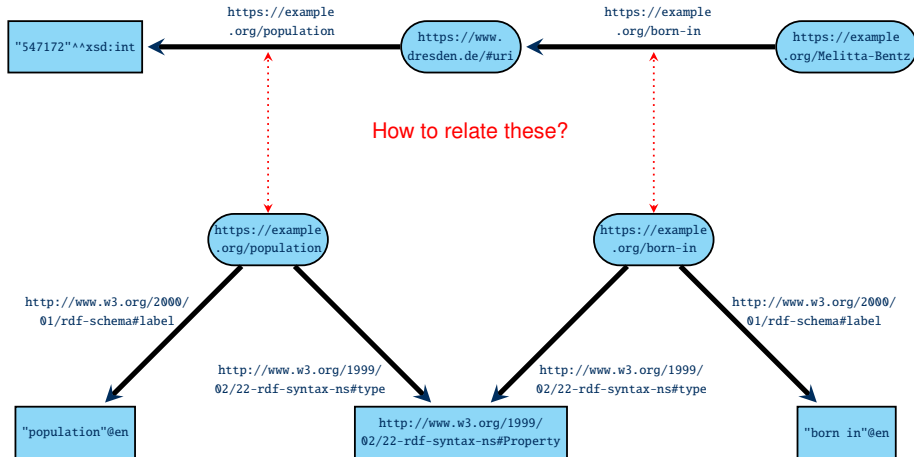 https://example
.org/population
https://example
.org/born-in
"547172"^^xsd:int
https://www.
dresden.de/#uri
https://example
.org/Melitta-Bentz
How to relate these?
https://example
.org/population
https://example
.org/born-in
http://www.w3.org/2000/
01/rdf-schema#label
http://www.w3.org/2000/
01/rdf-schema#label
http://www.w3.org/1999/
02/22-rdf-syntax-ns#type
http://www.w3.org/1999/
02/22-rdf-syntax-ns#type
"population"@en
http://www.w3.org/1999/
02/22-rdf-syntax-ns#Property
"born in"@en